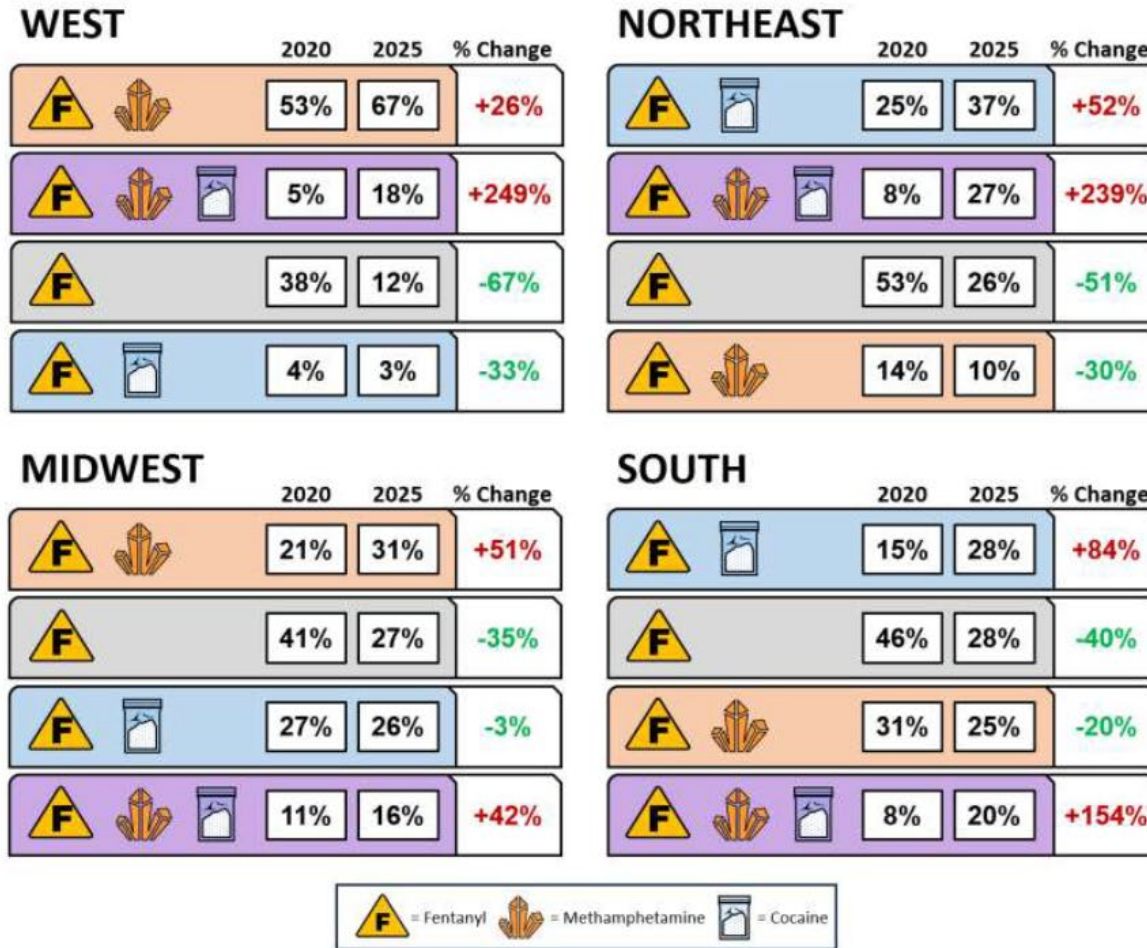 WEST
2020 2025 % Change
F 53% 67% +26%
F 5% 18% +249%
F 38% 12% -67%
F 4% 3% -33%
NORTHEAST
2020 2025 % Change
F 25% 37% +52%
F 8% 27% +239%
F 53% 26% -51%
F 14% 10% -30%
MIDWEST
2020 2025 % Change
F 21% 31% +51%
F 41% 27% -35%
F 27% 26% -3%
F 11% 16% +42%
SOUTH
2020 2025 % Change
F 15% 28% +84%
F 46% 28% -40%
F 31% 25% -20%
F 8% 20% +154%
F = Fentanyl = Methamphetamine = Cocaine